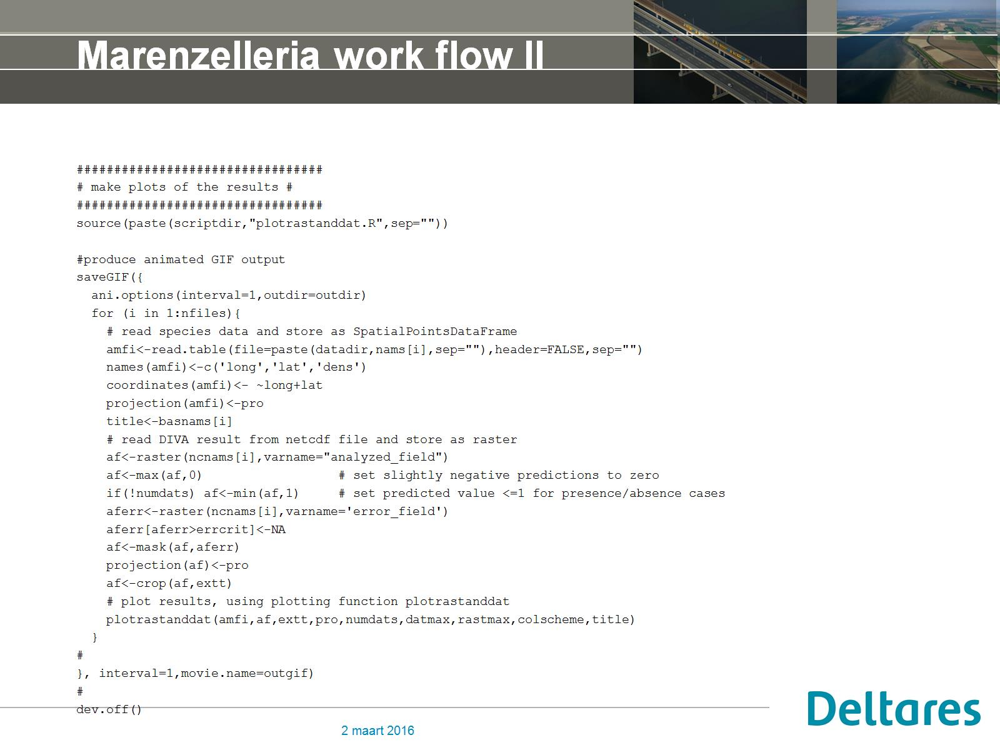 Marenzelleria work flow II
#################################
# make plots of the results #
#################################
source(paste(scriptdir,"plotrastanddat.R",sep=""))
#produce animated GIF output
saveGIF({
  ani.options(interval=1,outdir=outdir)
  for (i in 1:nfiles){
    # read species data and store as SpatialPointsDataFrame
    amfi<-read.table(file=paste(datadir,nams[i],sep=""),header=FALSE,sep="")
    names(amfi)<-c('long','lat','dens')
    coordinates(amfi)<- ~long+lat
    projection(amfi)<-pro
    title<-basnams[i]
    # read DIVA result from netcdf file and store as raster
    af<-raster(ncnams[i],varname="analyzed_field")
    af<-max(af,0)                  # set slightly negative predictions to zero
    if(!numdats) af<-min(af,1)     # set predicted value <=1 for presence/absence cases
    aferr<-raster(ncnams[i],varname='error_field')
    aferr[aferr>errcrit]<-NA
    af<-mask(af,aferr)
    projection(af)<-pro
    af<-crop(af,extt)
    # plot results, using plotting function plotrastanddat
    plotrastanddat(amfi,af,extt,pro,numdats,datmax,rastmax,colscheme,title)
  }
#
}, interval=1,movie.name=outgif)
#
dev.off()
2 maart 2016
Deltares